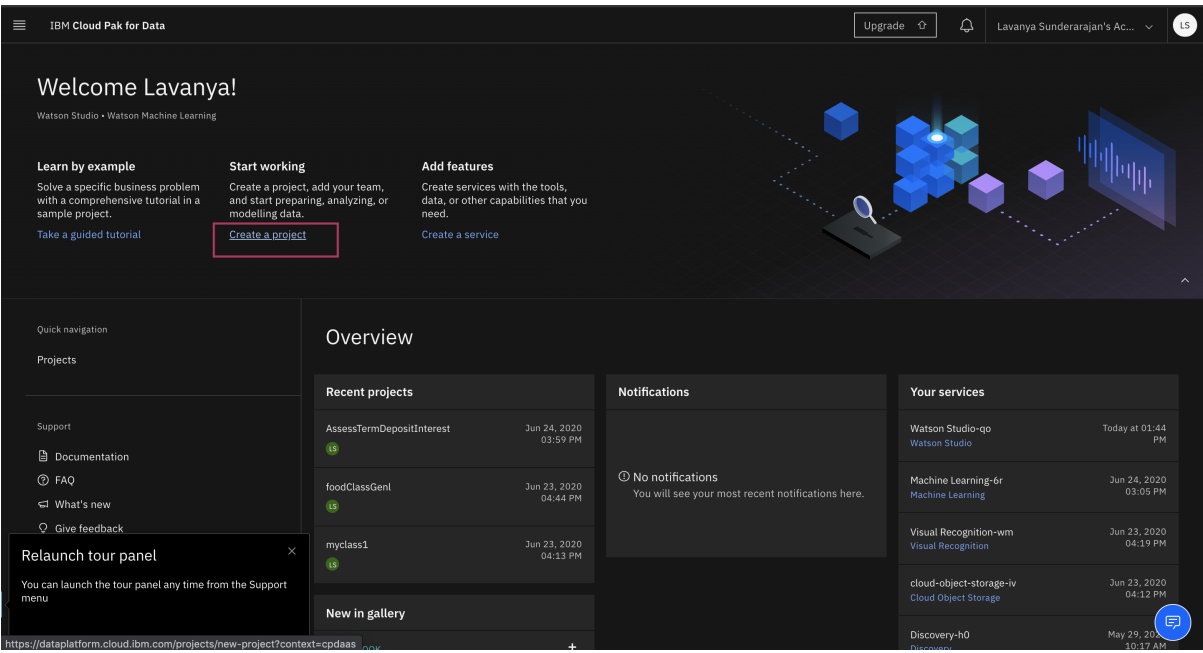 IBM Cloud Pak for Data
Upgrade
Lavanya Sunderarajan's Ac...
LS
Welcome Lavanya!
Watson Studio • Watson Machine Learning
Learn by example
Solve a specific business problem
with a comprehensive tutorial in a
sample project.
Take a guided tutorial
Start working
Create a project, add your team,
and start preparing, analyzing, or
modelling data.
Create a project
Add features
Create services with the tools,
data, or other capabilities that you
need.
Create a service
Quick navigation
Projects
Support
Documentation
FAQ
What's new
Give feedback
Relaunch tour panel
You can launch the tour panel any time from the Support
menu
https://dataplatform.cloud.ibm.com/projects/new-project?context=cpdaas
Overview
Recent projects
AssessTermDepositInterest
Jun 24, 2020
03:59 PM
LS
foodClassGenl
Jun 23, 2020
04:44 PM
LS
myclass1
Jun 23, 2020
04:13 PM
LS
New in gallery
Notifications
No notifications
You will see your most recent notifications here.
Your services
Watson Studio-qo
Watson Studio
Today at 01:44
PM
Machine Learning-6r
Machine Learning
Jun 24, 2020
03:05 PM
Visual Recognition-wm
Visual Recognition
Jun 23, 2020
04:19 PM
cloud-object-storage-iv
Cloud Object Storage
Jun 23, 2020
04:12 PM
Discovery-h0
Discovery
May 29, 202
10:17 AM